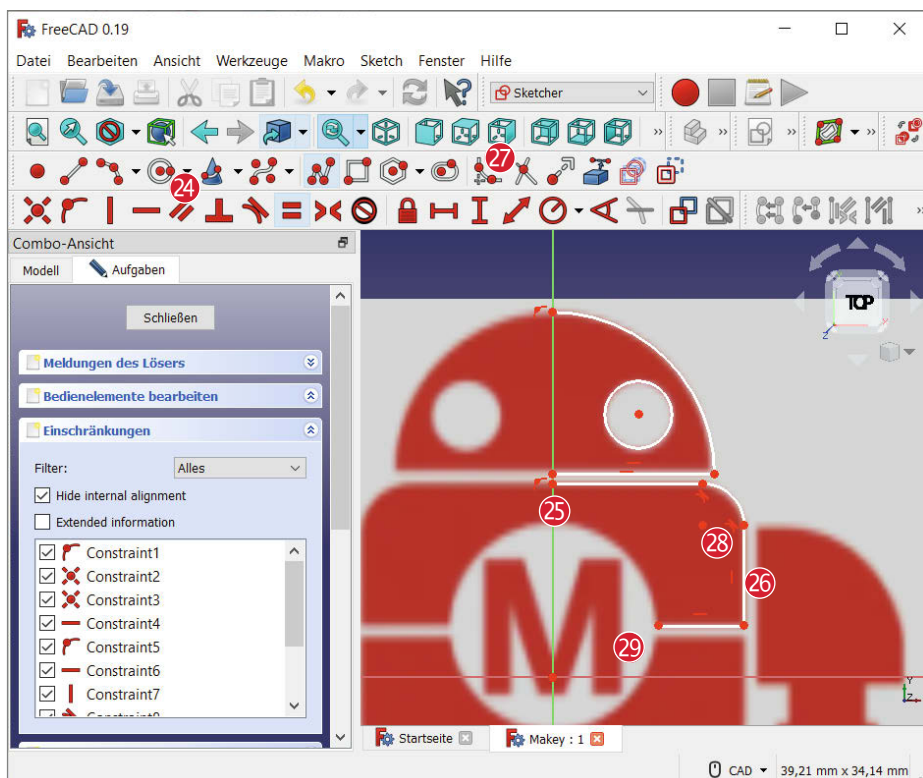 FreeCAD 0.19
Datei Bearbeiten Ansicht Werkzeuge Makro Sketch Fenster Hilfe
Sketcher
»
»
»
»
27
24
»
Combo-Ansicht
Modell Aufgaben
Schließen
Meldungen des Lösers
Bedienelemente bearbeiten
Einschränkungen
Filter: Alles
Hide internal alignment
Extended information
Constraint1
Constraint2
Constraint3
Constraint4
Constraint5
Constraint6
Constraint7
TOP
Z
25
28
26
29
M
Y
Z
Startseite
Makey : 1
CAD 39,21 mm x 34,14 mm